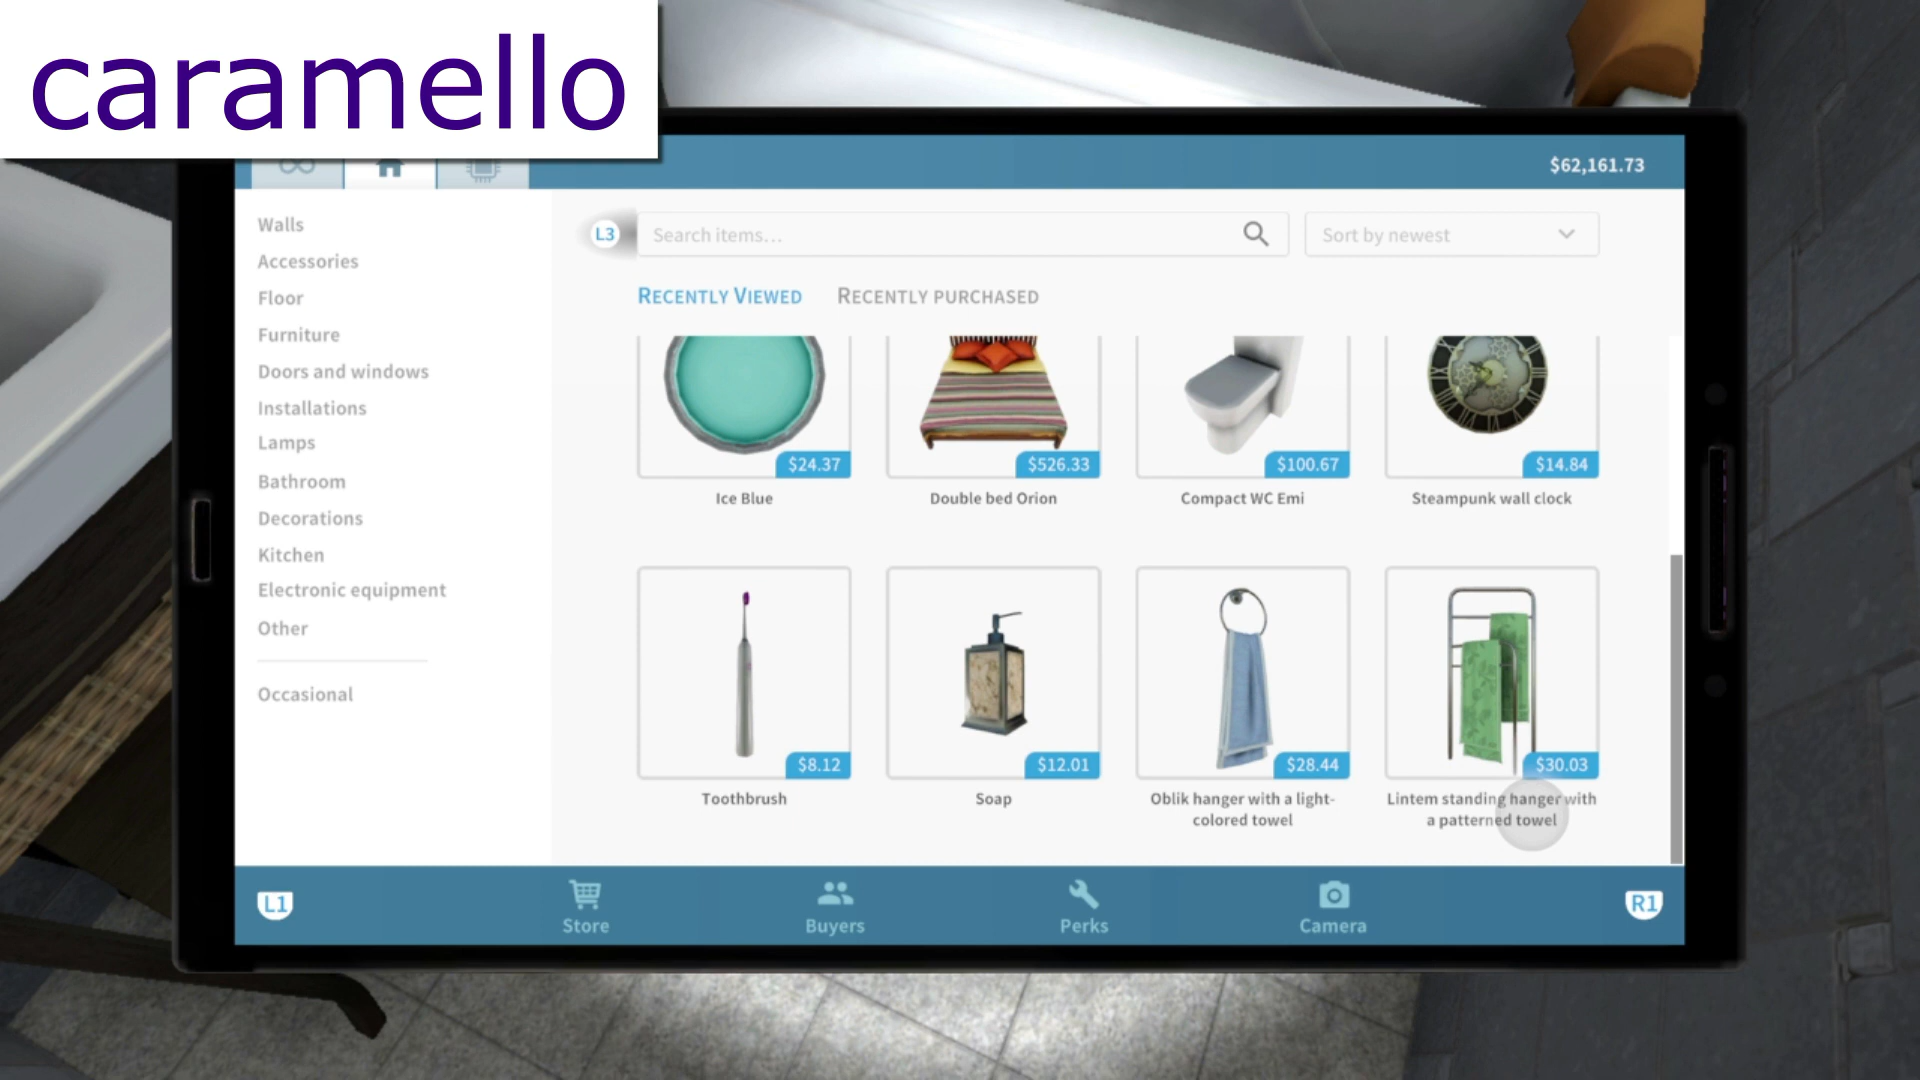 caramello
$62,161.73
Walls
Accessories
Floor
Furniture
Doors and windows
Installations
Lamps
Bathroom
Decorations
Kitchen
Electronic equipment
Other
Occasional
L3
Search items...
Sort by newest
RECENTLY VIEWED
RECENTLY PURCHASED
$24.37
$526.33
$100.67
$14.84
Ice Blue
Double bed Orion
Compact WC Emi
Steampunk wall clock
$8.12
$12.01
$28.44
$30.03
Toothbrush
Soap
Oblik hanger with a light-
colored towel
Lintem standing hanger with
a patterned towel
L1
Store
Buyers
Perks
Camera
R1